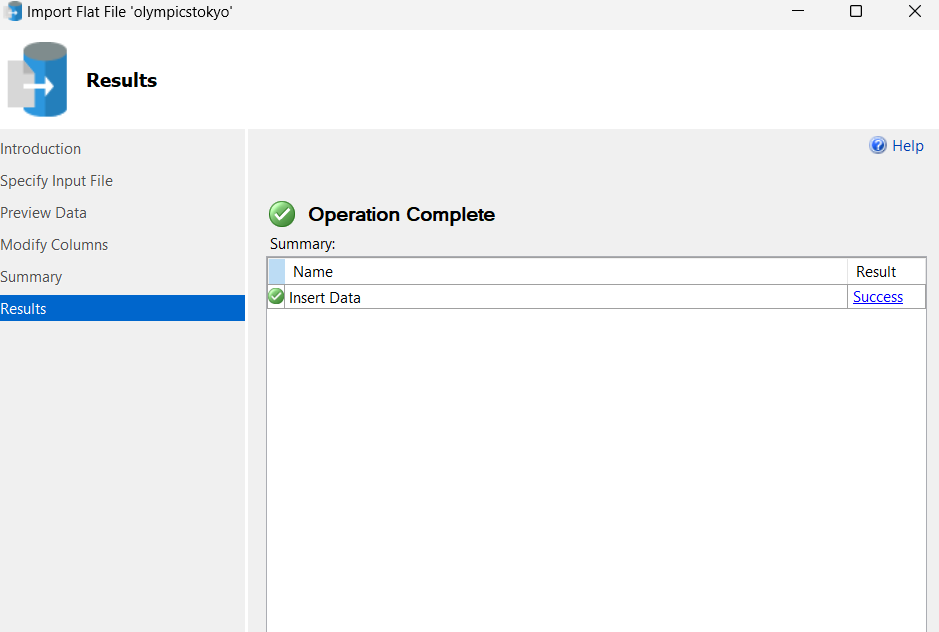 Import Flat File 'olympicstokyo'
Results
Introduction
Specify Input File
Preview Data
Modify Columns
Summary
Results
Help
Operation Complete
Summary:
Name Result
Insert Data Success